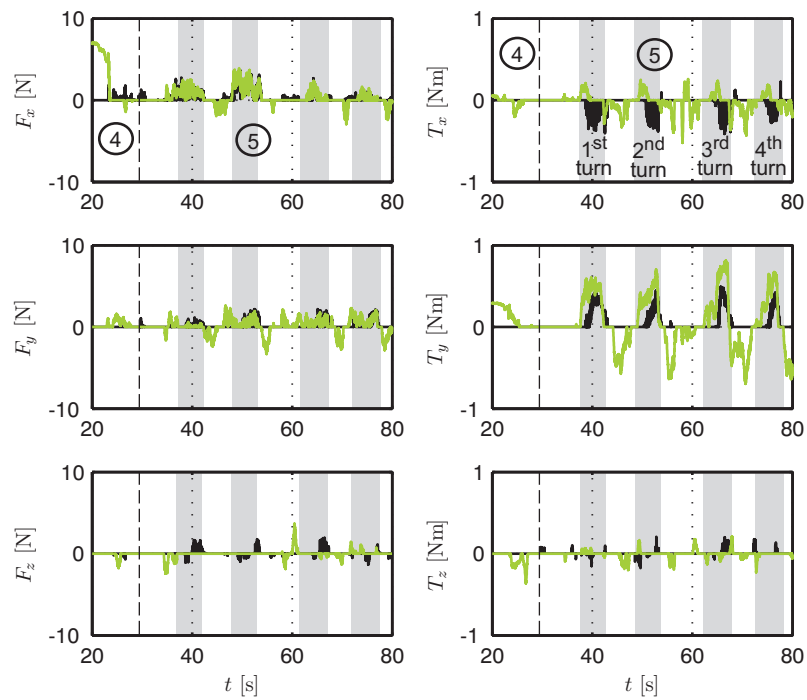 10
F_x [N]
0
-10
4
5
20 40 60 80
1
T_x [Nm]
0
-1
4
5
1st turn
2nd turn
3rd turn
4th turn
20 40 60 80
10
F_y [N]
0
-10
20 40 60 80
1
T_y [Nm]
0
-1
20 40 60 80
10
F_z [N]
0
-10
20 40 60 80
t [s]
1
T_z [Nm]
0
-1
20 40 60 80
t [s]